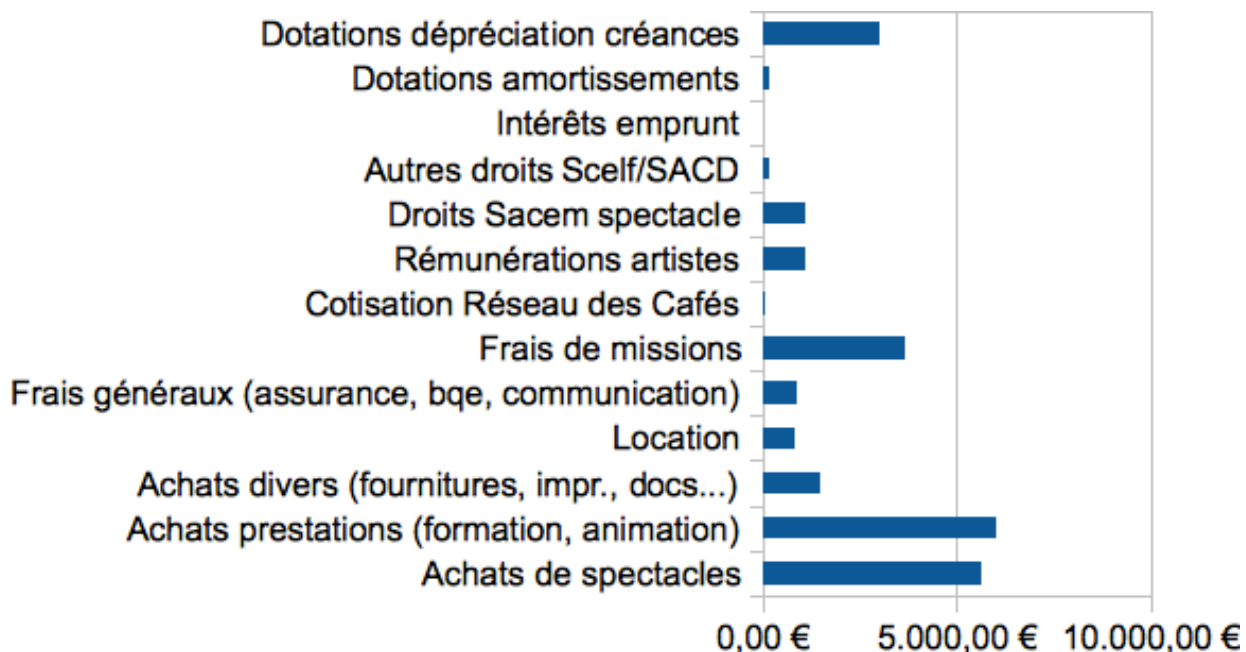 Dotations dépréciation créances
Dotations amortissements
Intérêts emprunt
Autres droits Scelf/SACD
Droits Sacem spectacle
Rémunérations artistes
Cotisation Réseau des Cafés
Frais de missions
Frais généraux (assurance, bqe, communication)
Location
Achats divers (fournitures, impr., docs...)
Achats prestations (formation, animation)
Achats de spectacles
0,00 € 5.000,00 € 10.000,00 €